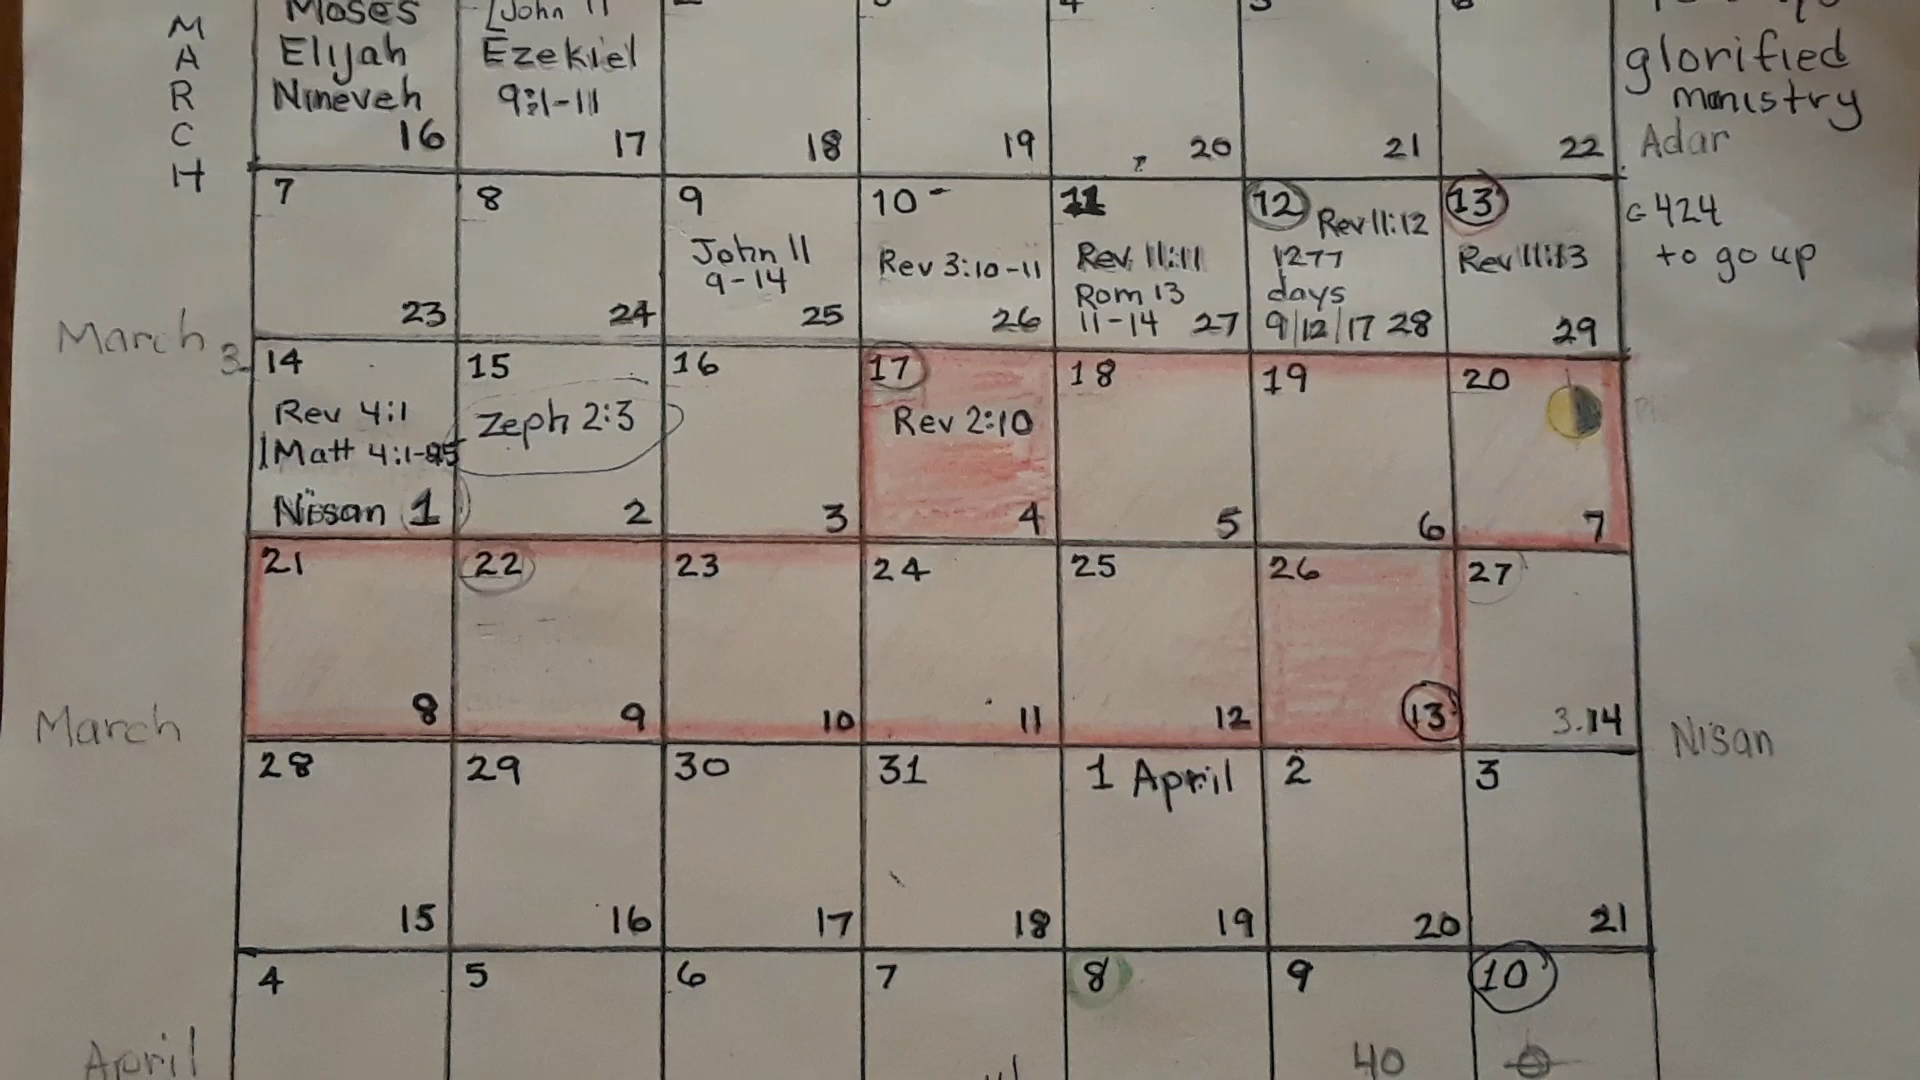 MARCH
Moses
Elijah
Nineveh
16
[John 11
Ezekiel
9:1-11
17
18
19
20
21
22
glorified
ministry
Adar
7
23
8
24
9
John 11
9-14
25
10-
Rev 3:10-11
26
11
Rev 11:11
Rom 13
11-14 27
12 Rev 11:12
1277
days
9/12/17 28
13
Rev 11:13
29
G 424
to go up
March 3.
14
Rev 4:1
Nissan 1
15
Zeph 2:3
2
16
3
17
Rev 2:10
4
18
5
19
6
20
7
March
21
8
22
9
23
10
24
11
25
12
26
13
27
3.14
Nisan
28
15
29
16
30
17
31
18
1 April
19
2
20
3
21
April
4
5
6
7
8
9
40
10